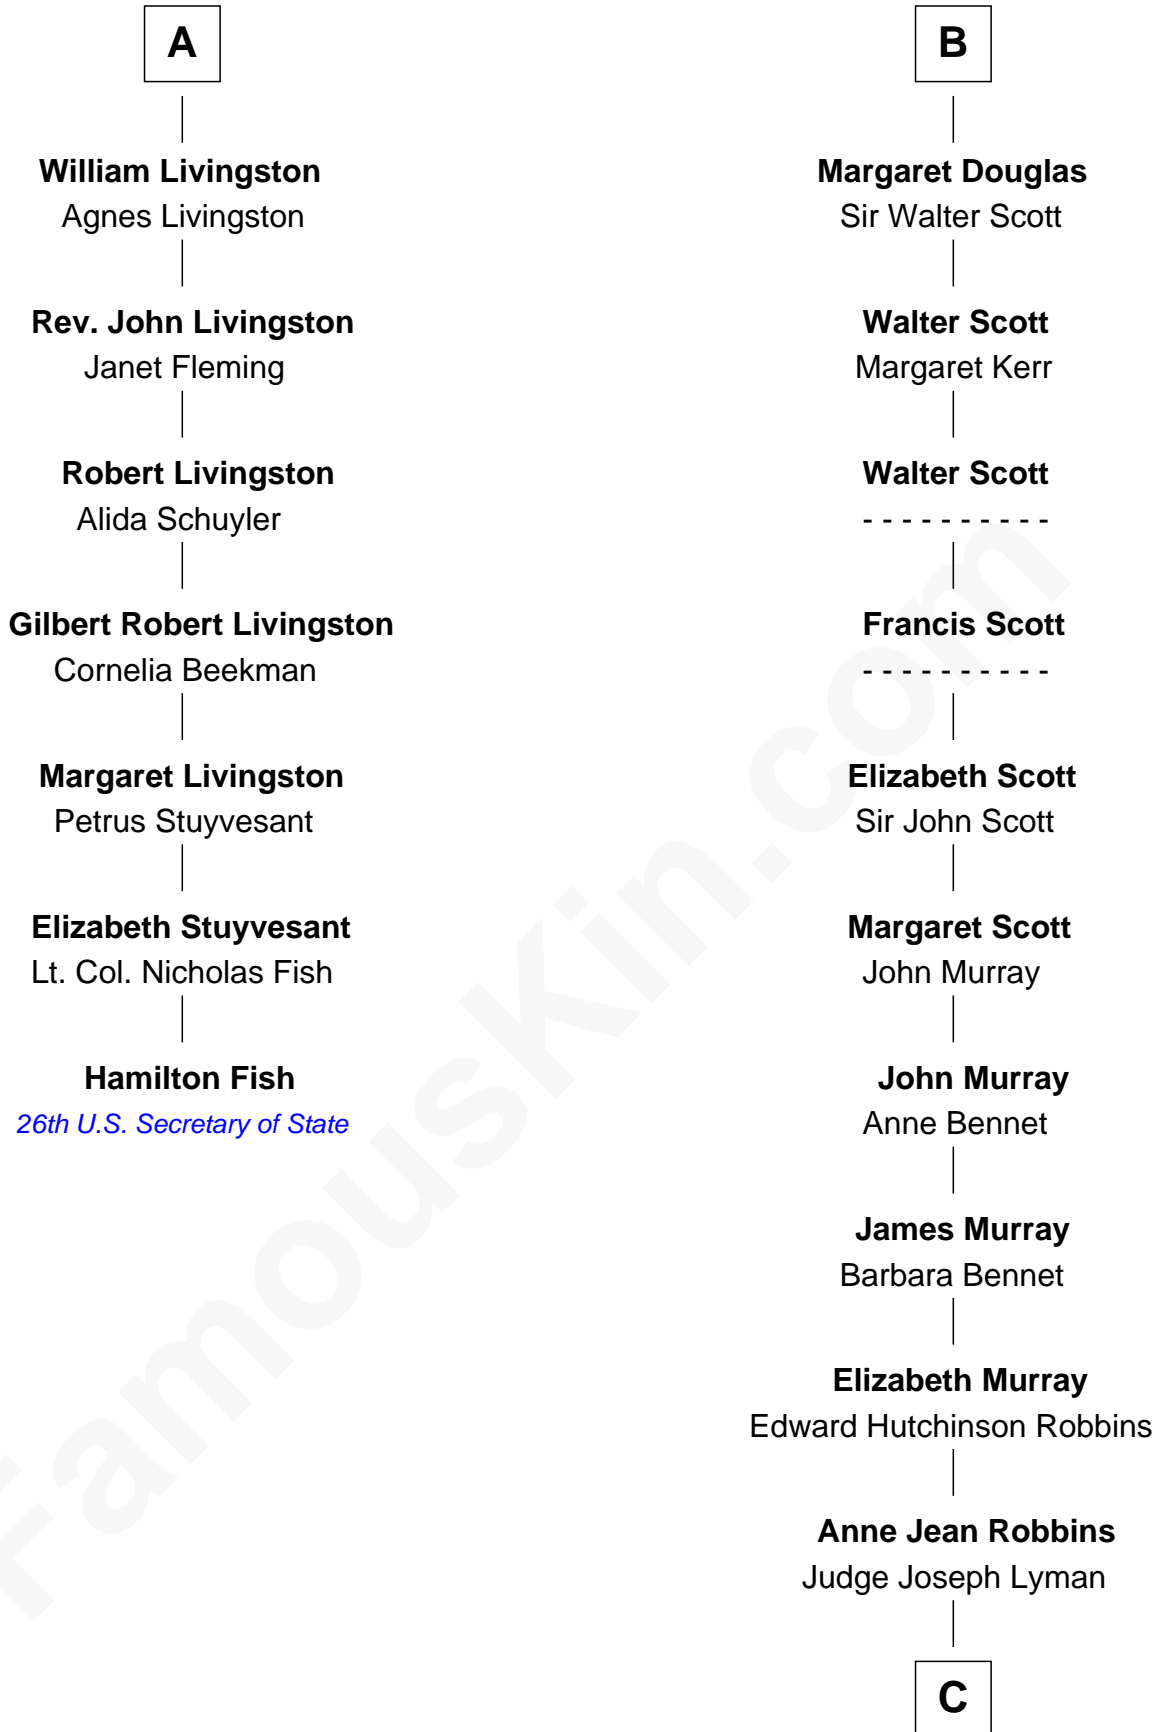 A
William Livingston
Agnes Livingston
Rev. John Livingston
Janet Fleming
Robert Livingston
Alida Schuyler
Gilbert Robert Livingston
Cornelia Beekman
Margaret Livingston
Petrus Stuyvesant
Elizabeth Stuyvesant
Lt. Col. Nicholas Fish
Hamilton Fish
26th U.S. Secretary of State
B
Margaret Douglas
Sir Walter Scott
Walter Scott
Margaret Kerr
Walter Scott
- - - - - - - - - -
Francis Scott
- - - - - - - - - -
Elizabeth Scott
Sir John Scott
Margaret Scott
John Murray
John Murray
Anne Bennet
James Murray
Barbara Bennet
Elizabeth Murray
Edward Hutchinson Robbins
Anne Jean Robbins
Judge Joseph Lyman
C
FamousKin.com